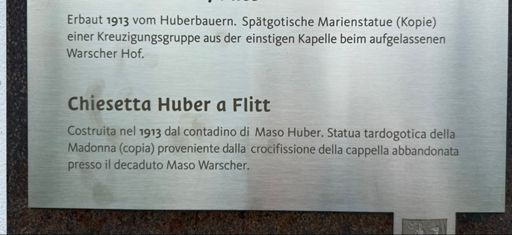 Erbaut 1913 vom Huberbauern. Spätgotische Marienstatue (Kopie)
einer Kreuzigungsgruppe aus der einstigen Kapelle beim aufgelassenen
Warscher Hof.
Chiesetta Huber a Flitt
Costruita nel 1913 dal contadino di Maso Huber. Statua tardogotica della
Madonna (copia) proveniente dalla crocifissione della cappella abbandonata
presso il decaduto Maso Warscher.